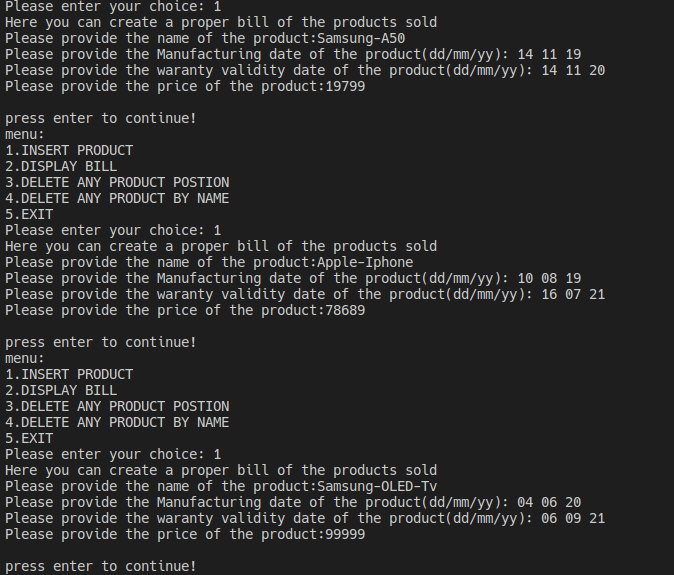 Please enter your choice: 1
Here you can create a proper bill of the products sold
Please provide the name of the product:Samsung-A50
Please provide the Manufacturing date of the product(dd/mm/yy): 14 11 19
Please provide the waranty validity date of the product(dd/mm/yy): 14 11 20
Please provide the price of the product:19799
press enter to continue!
menu:
1.INSERT PRODUCT
2.DISPLAY BILL
3.DELETE ANY PRODUCT POSTION
4.DELETE ANY PRODUCT BY NAME
5.EXIT
Please enter your choice: 1
Here you can create a proper bill of the products sold
Please provide the name of the product:Apple-Iphone
Please provide the Manufacturing date of the product(dd/mm/yy): 10 08 19
Please provide the waranty validity date of the product(dd/mm/yy): 16 07 21
Please provide the price of the product:78689
press enter to continue!
menu:
1.INSERT PRODUCT
2.DISPLAY BILL
3.DELETE ANY PRODUCT POSTION
4.DELETE ANY PRODUCT BY NAME
5.EXIT
Please enter your choice: 1
Here you can create a proper bill of the products sold
Please provide the name of the product:Samsung-OLED-Tv
Please provide the Manufacturing date of the product(dd/mm/yy): 04 06 20
Please provide the waranty validity date of the product(dd/mm/yy): 06 09 21
Please provide the price of the product:99999
press enter to continue!